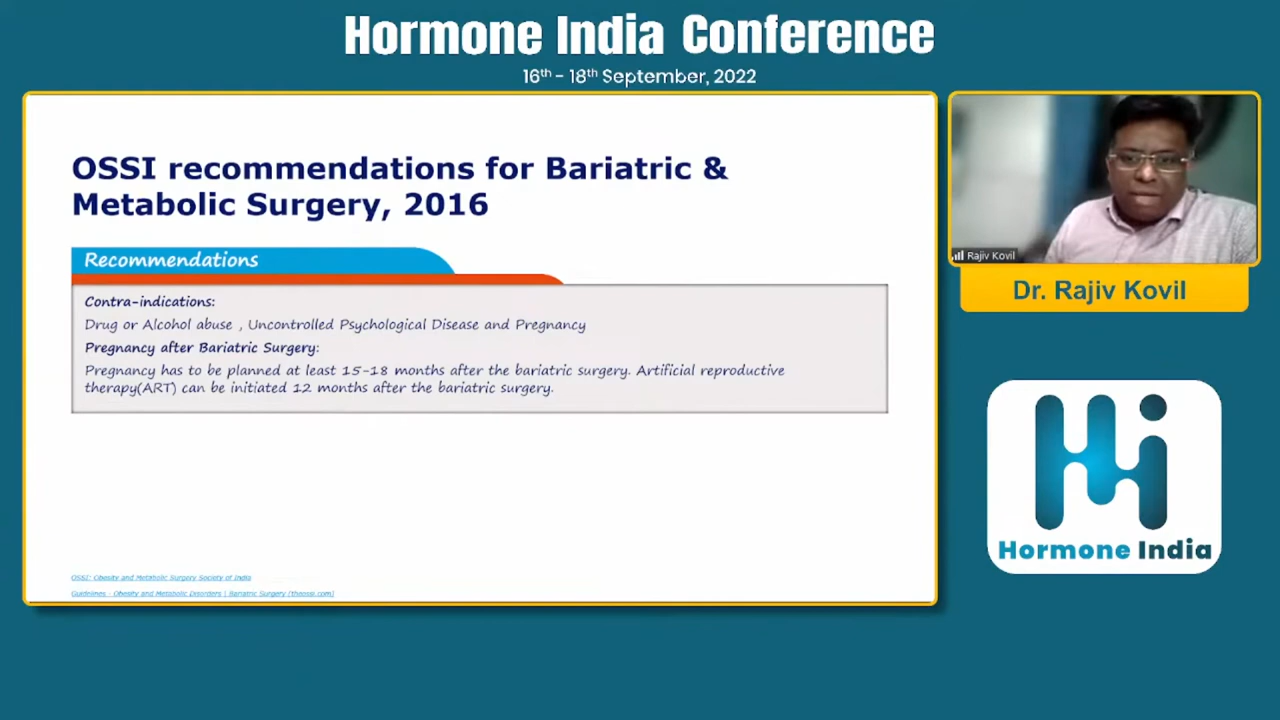 Hormone India Conference
16th - 18th September, 2022
OSSI recommendations for Bariatric &
Metabolic Surgery, 2016
Recommendations
Contra-indications:
Drug or Alcohol abuse , Uncontrolled Psychological Disease and Pregnancy
Pregnancy after Bariatric Surgery:
Pregnancy has to be planned at least 15-18 months after the bariatric surgery. Artificial reproductive
therapy(ART) can be initiated 12 months after the bariatric surgery.
OSSI: Obesity and Metabolic Surgery Society of India
Guidelines - Obesity and Metabolic Disorders | Bariatric Surgery (theossi.com)
Rajiv Kovil
Dr. Rajiv Kovil
Hi
Hormone India